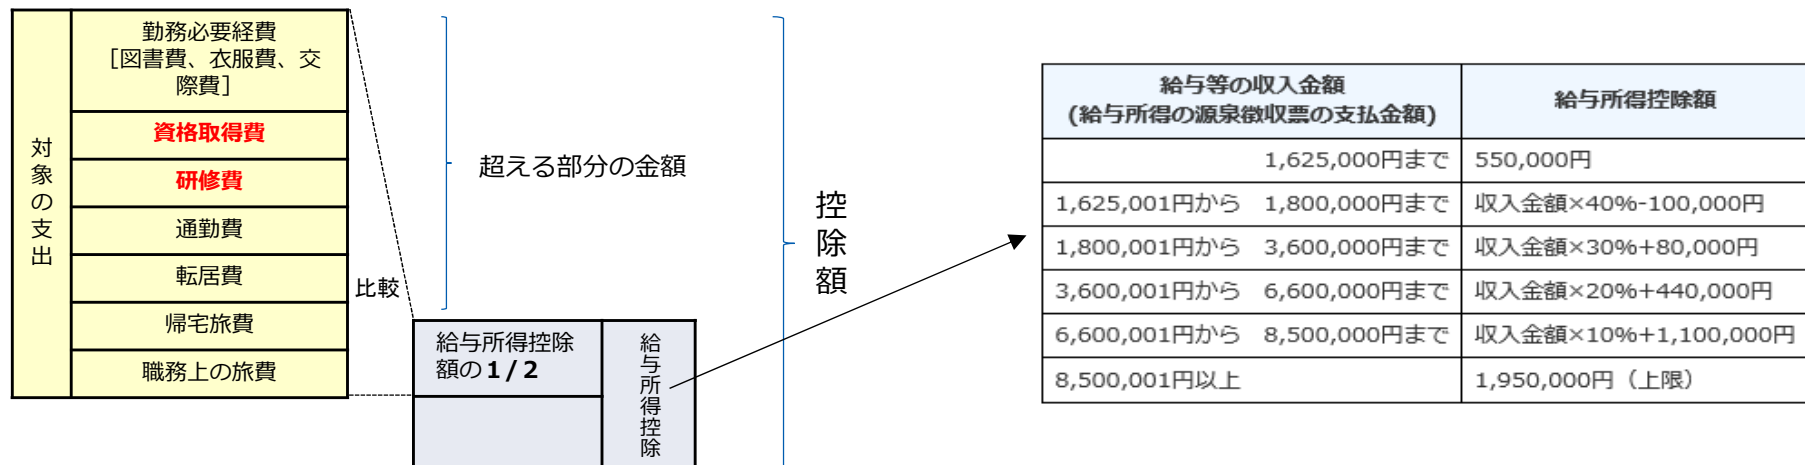 対象の支出
勤務必要経費
［図書費、衣服費、交
際費］
資格取得費
研修費
通勤費
転居費
帰宅旅費
職務上の旅費
比較
超える部分の金額
給与所得控除
額の1/2
給与所得控除
控除額
給与等の収入金額
(給与所得の源泉徴収票の支払金額)
給与所得控除額
1,625,000円まで
550,000円
1,625,001円から 1,800,000円まで
収入金額×40%-100,000円
1,800,001円から 3,600,000円まで
収入金額×30%+80,000円
3,600,001円から 6,600,000円まで
収入金額×20%+440,000円
6,600,001円から 8,500,000円まで
収入金額×10%+1,100,000円
8,500,001円以上
1,950,000円（上限）